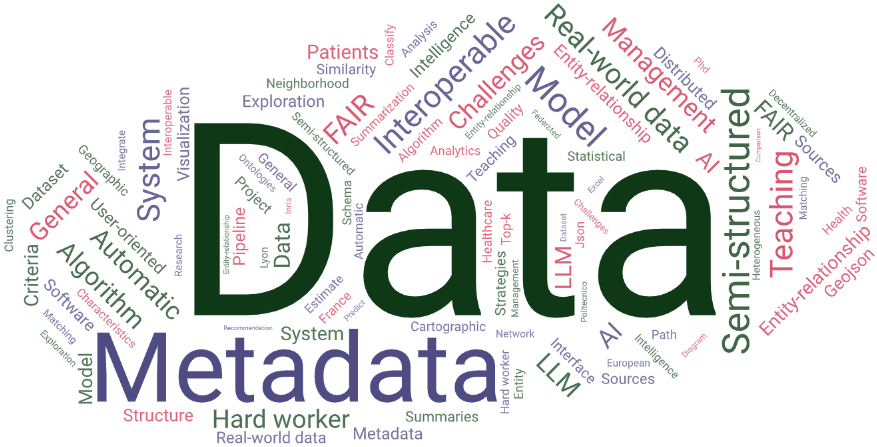 Data
Metadata
Interoperable
Semi-structured
Model
Real-world data
Management
Challenges
Teaching
System
Automatic
Algorithm
General
FAIR
Hard worker
LLM
AI
Patients
Similarity
Neighborhood
Exploration
Classify
Analysis
Intelligence
Summarization
Semi-structured
Algorithm
Analytics
Entity-relationship
Quality
Teaching
Federated
Statistical
Entity-relationship
Distributed
Phd
AI
FAIR
Decentralized
Sources
Comparison
Heterogeneous
Matching
Health
Software
Entity-relationship
Geojson
Visualization
Interoperable
Integrate
Geographic
Dataset
Clustering
User-oriented
Criteria
Software
Matching
Exploration
Characteristics
Research
Entity-relationship
Pipeline
Ontologies
General
Project
Inria
Lyon
Data
Schema
Automatic
Estimate
France
Predict
Healthcare
Top-k
Strategies
Management
LLM
Dataset
Json
Excel
Challenges
Politecnico
Recommendation
System
Cartographic
Network
Hard worker
Entity
LLM
Interface
AI
Path
European
Sources
Intelligence
Diagram
Model
Structure
Real-world data
Metadata
Summaries